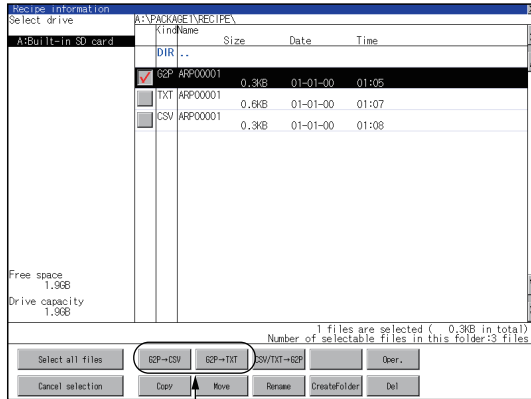 Recipe information
Select drive
A:\PACKAGE1\RECIPE\
A:Built-in SD card
Kind Name
Size Date Time
DIR ..
G2P ARP00001
0.3KB 01-01-00 01:05
TXT ARP00001
0.6KB 01-01-00 01:07
CSV ARP00001
0.3KB 01-01-00 01:08
Free space
1.9GB
Drive capacity
1.9GB
1 files are selected ( 0.3KB in total)
Number of selectable files in this folder:3 files
Select all files G2P→CSV G2P→TXT CSV/TXT→G2P Oper.
Cancel selection Copy Move Rename CreateFolder Del